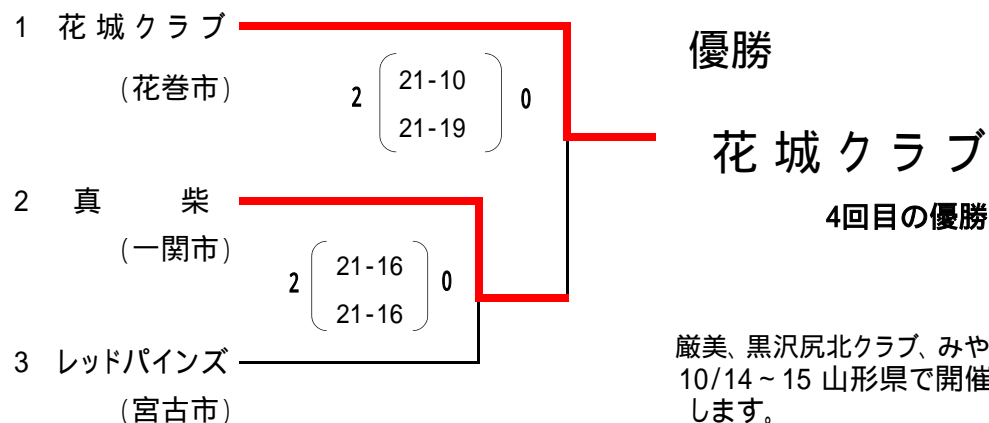 1 花城クラブ
(花巻市)
2 21-10 0
21-19
2 真 柴
(一関市)
2 21-16 0
21-16
3 レッドパインズ
(宮古市)
優勝
花城クラブ
4回目の優勝
厳美、黒沢尻北クラブ、みや
10/14~15 山形県で開催
します。